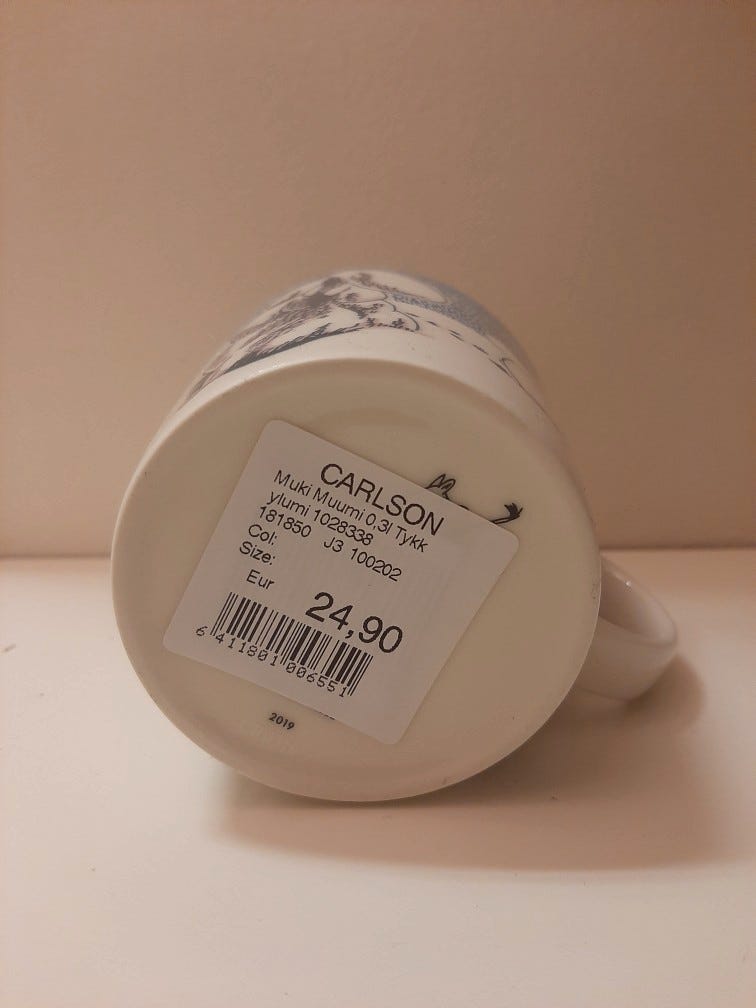 CARLSON
Muki Muumi 0,3l Tykk
ylumi 1028338
181850 J3 100202
Col:
Size:
Eur 24,90
6 411801 006551
2019